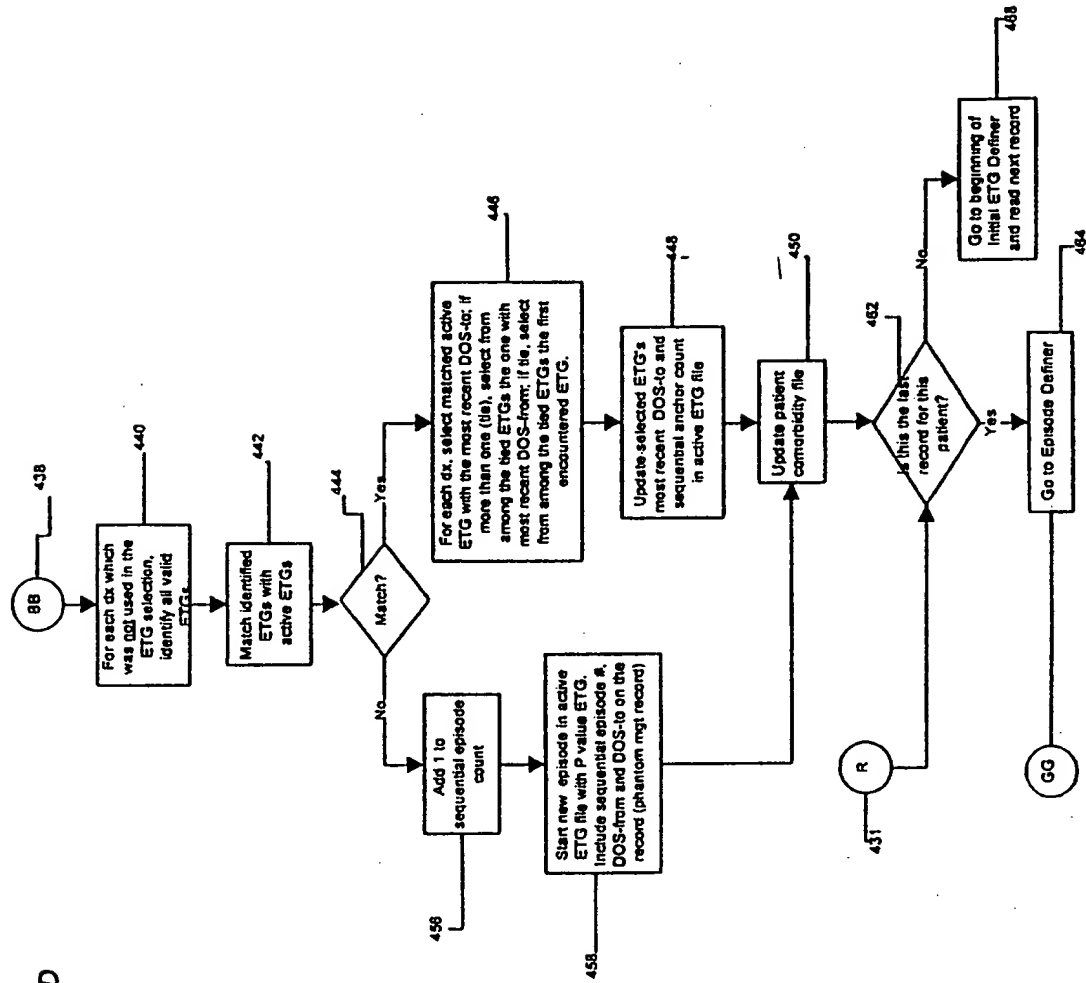 BB
438
For each dx which
was not used in the
ETG selection,
identify all valid
ETGs
440
Match identified
ETGs with
active ETGs
442
444
Match?
No
Yes
Add 1 to
sequential episode
count
456
Start new episode in active
ETG file with P value ETG.
Include sequential episode #,
DOS-from and DOS-to on the
record (phantom mgt record)
458
For each dx, select matched active
ETG with the most recent DOS-to; if
more than one (tie), select from
among the tied ETGs the one with
most recent DOS-from; if tie, select
from among the tied ETGs the first
encountered ETG.
446
Update selected ETG's
most recent DOS-to and
sequential anchor count
in active ETG file
448
Update patient
comorbidity file
450
R
431
462
Is this the last
record for this
patient?
No
Yes
Go to beginning of
Initial ETG Definer
and read next record
468
GG
Go to Episode Definer
464
D